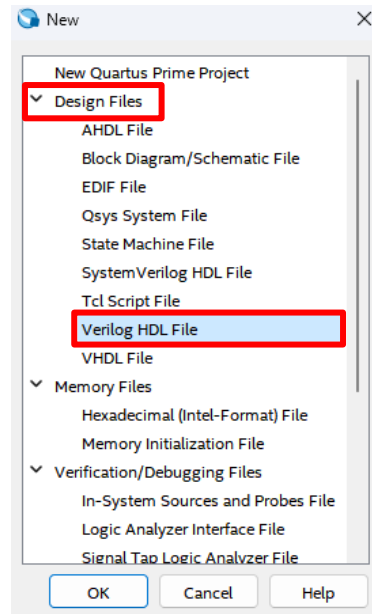 New
New Quartus Prime Project
Design Files
AHDL File
Block Diagram/Schematic File
EDIF File
Qsys System File
State Machine File
SystemVerilog HDL File
Tcl Script File
Verilog HDL File
VHDL File
Memory Files
Hexadecimal (Intel-Format) File
Memory Initialization File
Verification/Debugging Files
In-System Sources and Probes File
Logic Analyzer Interface File
Signal Tap Logic Analyzer File
OK Cancel Help